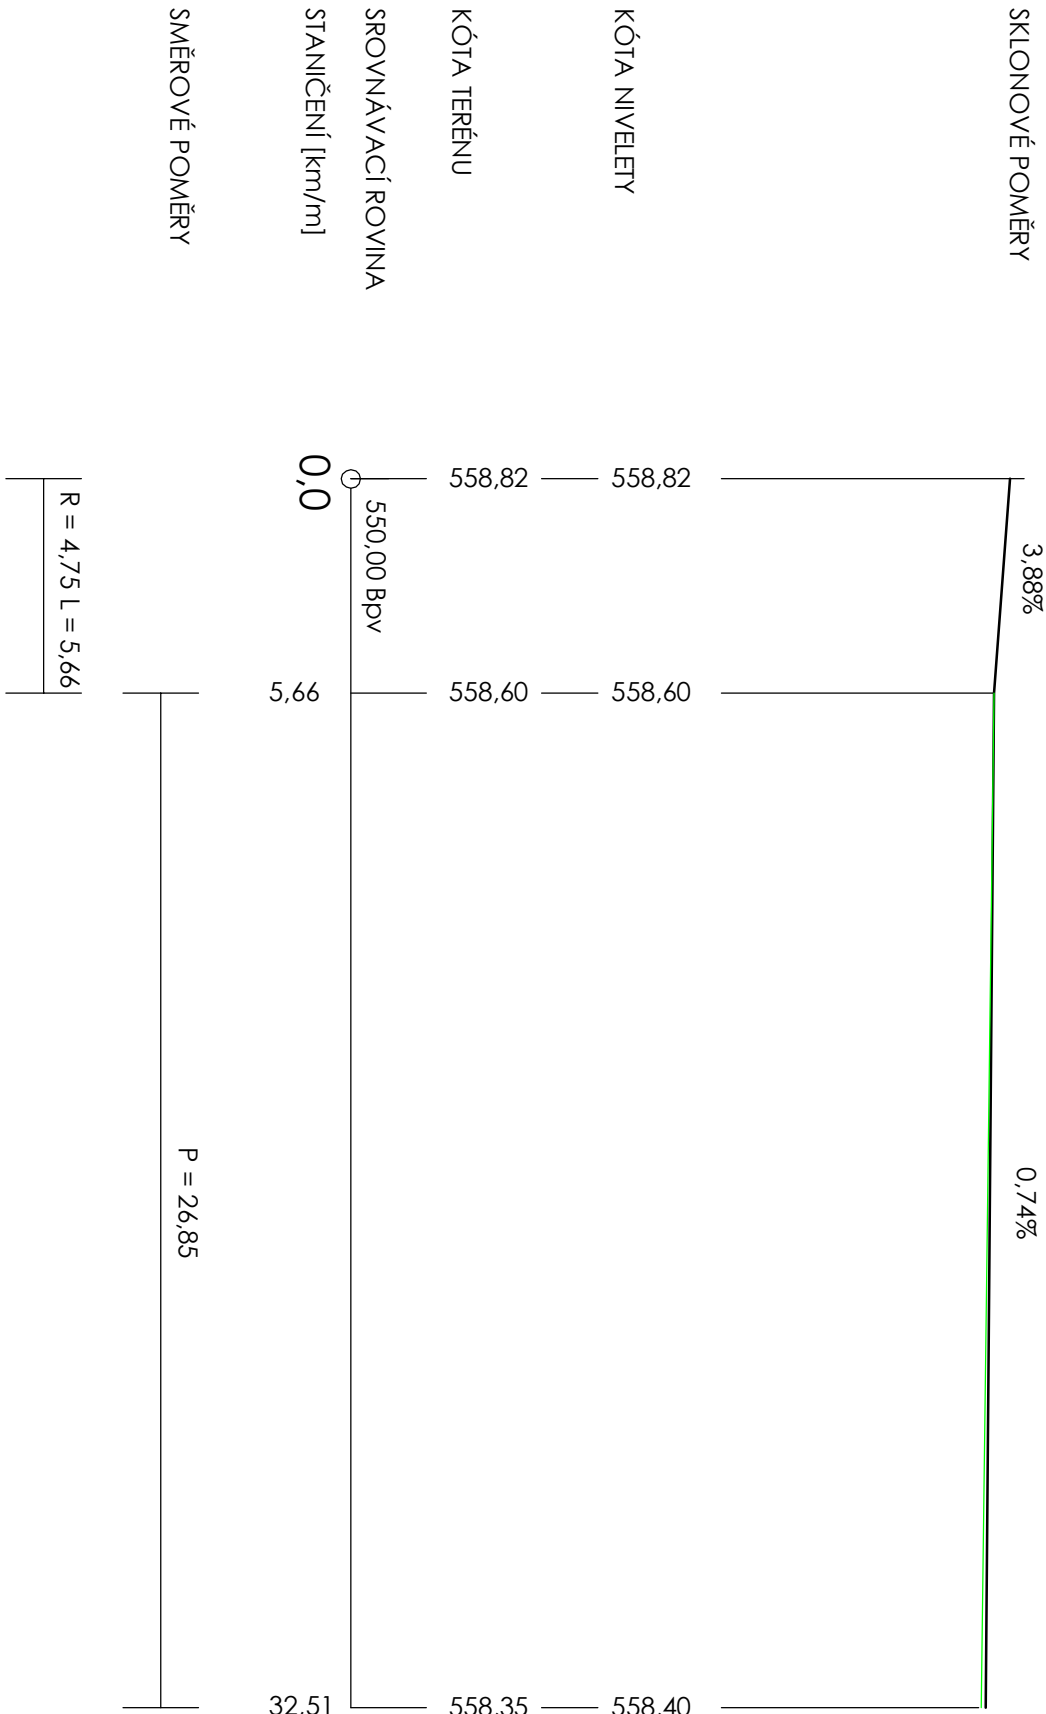 SKLONOVÉ POMĚRY
3,88%
0,74%
KÓTA NIVELETY
558,82
558,60
558,40
KÓTA TERÉNU
558,82
558,60
558,35
SROVNÁVACÍ ROVINA
550,00 Bpv
STANIČENÍ [km/m]
0,0
5,66
32,51
SMĚROVÉ POMĚRY
P = 26,85
R = 4,75 L = 5,66